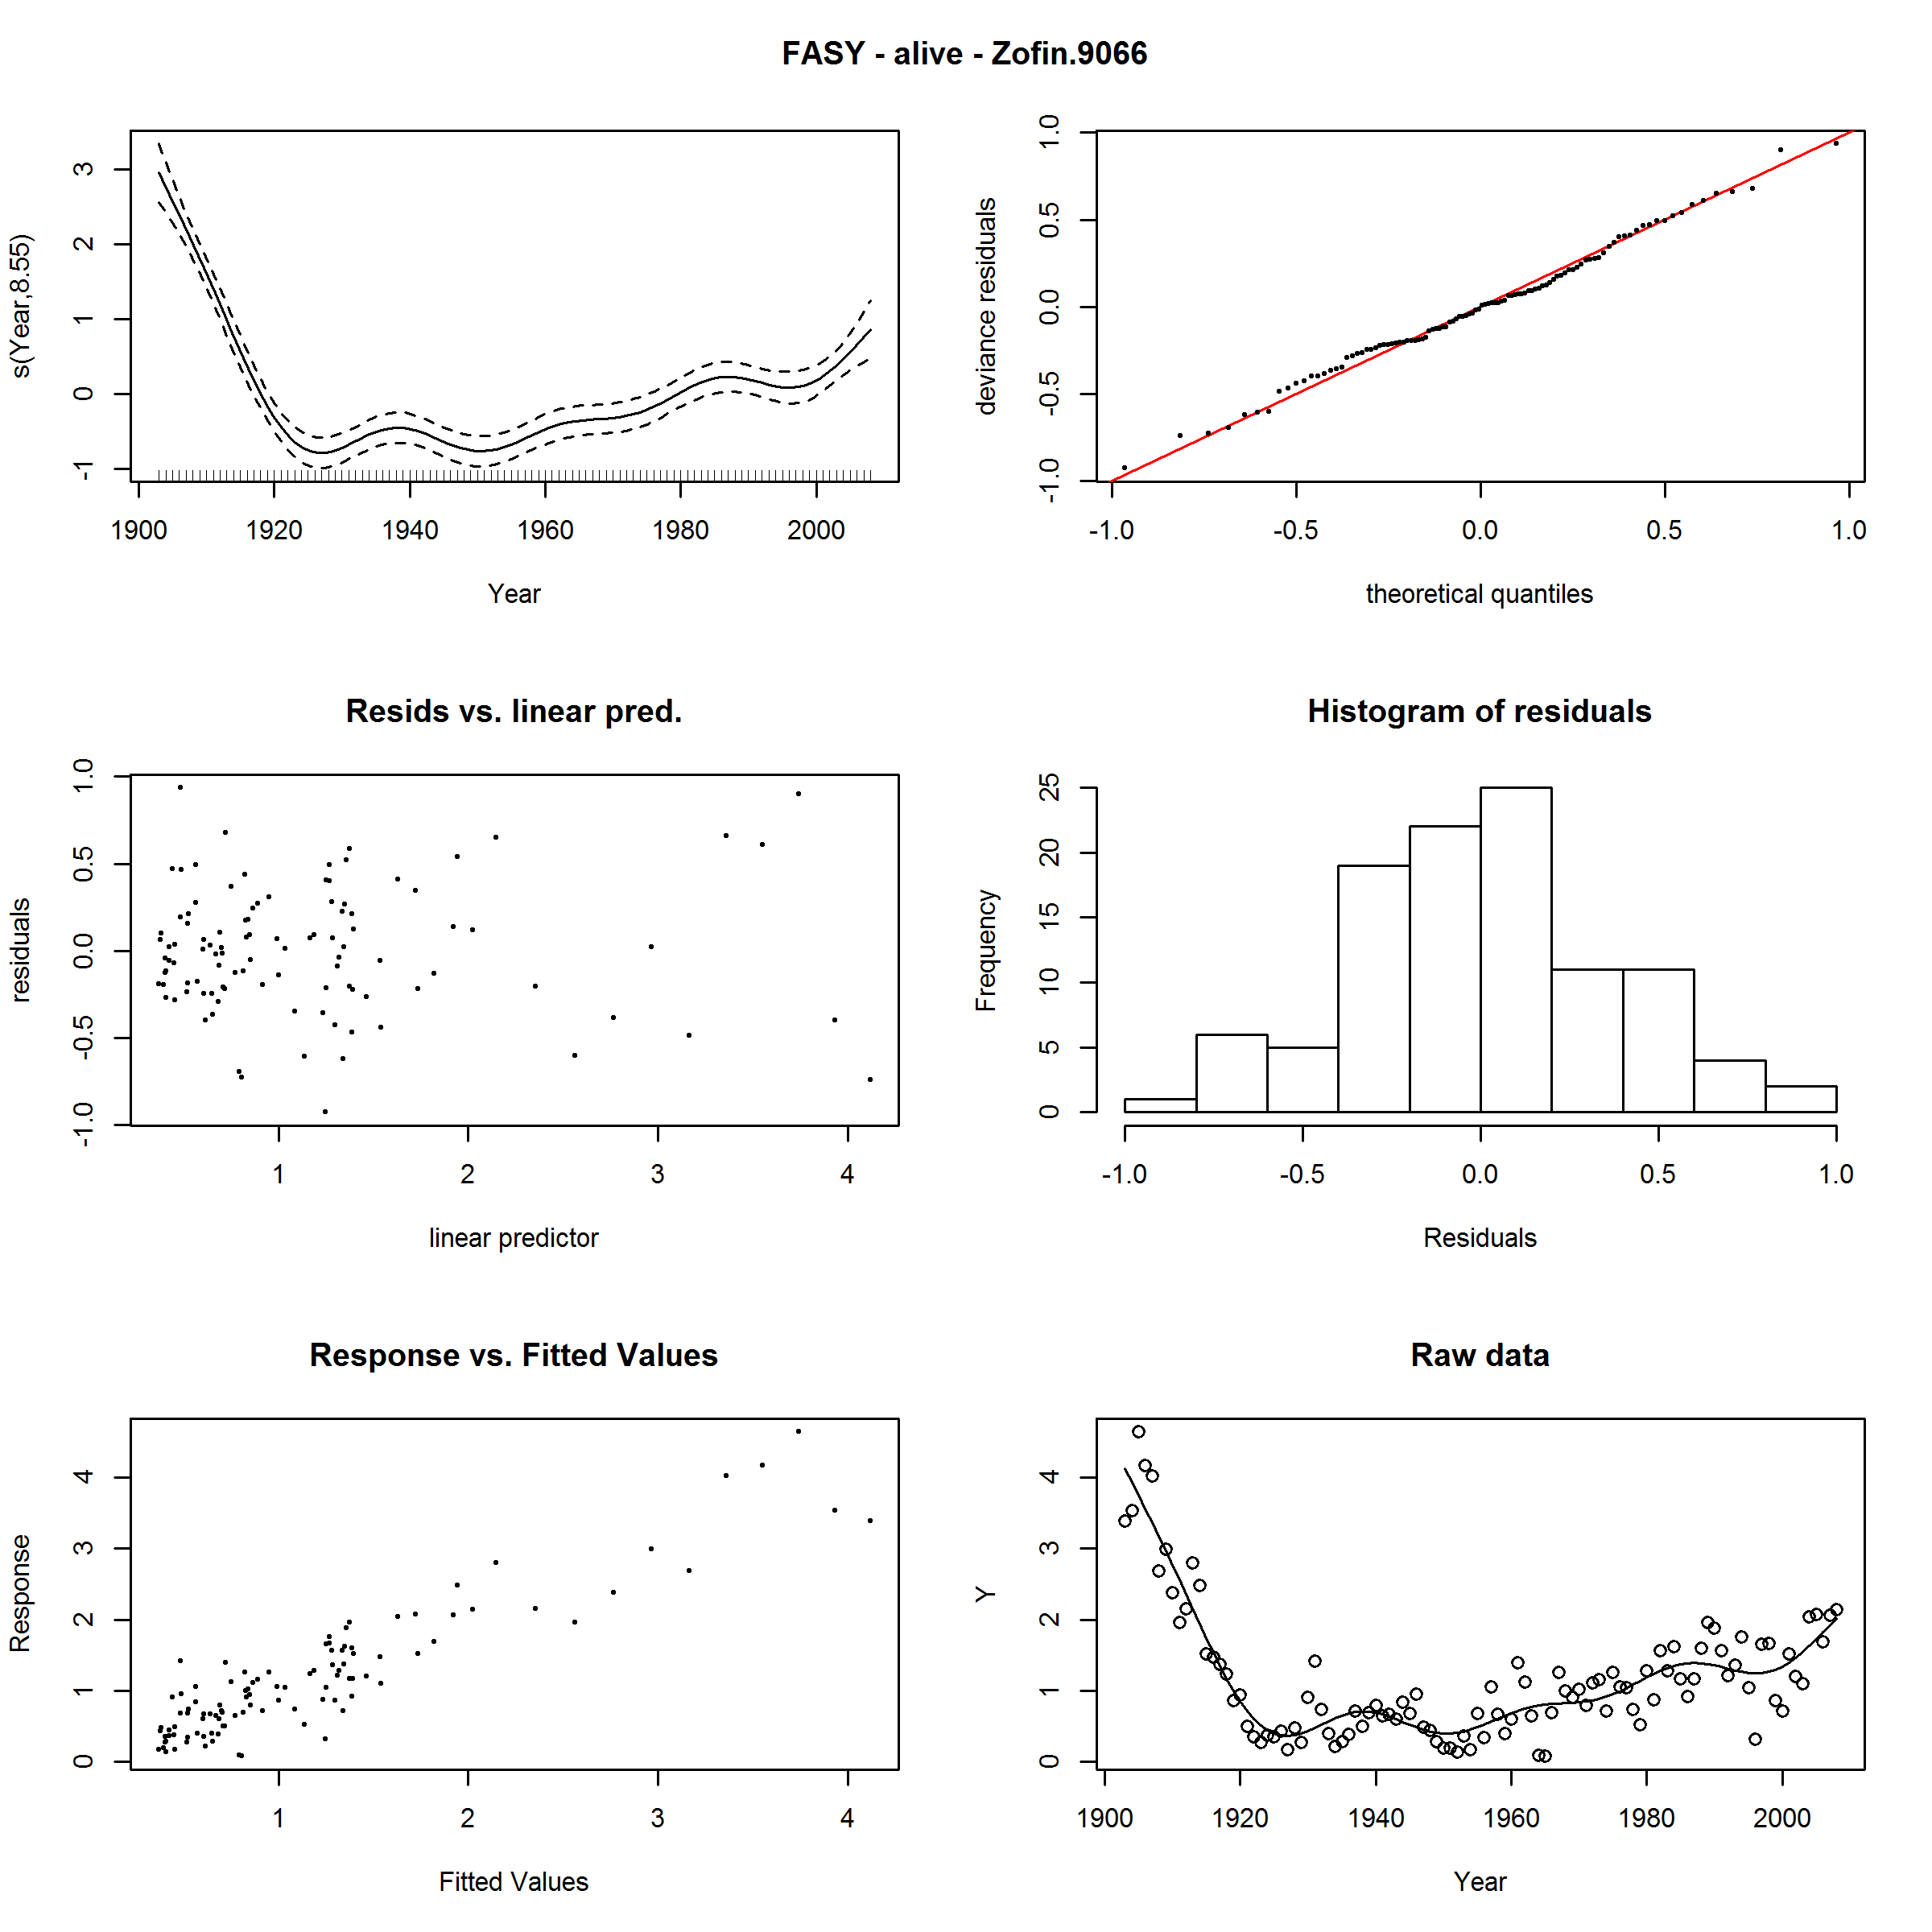 FASY - alive - Zofin.9066
s(Year,8.55)
3
2
1
0
-1
1900 1920 1940 1960 1980 2000
Year
deviance residuals
1.0
0.5
0.0
-0.5
-1.0
-1.0 -0.5 0.0 0.5 1.0
theoretical quantiles
Resids vs. linear pred.
residuals
1.0
0.5
0.0
-0.5
-1.0
1 2 3 4
linear predictor
Histogram of residuals
Frequency
25
20
15
10
5
0
-1.0 -0.5 0.0 0.5 1.0
Residuals
Response vs. Fitted Values
Response
4
3
2
1
0
1 2 3 4
Fitted Values
Raw data
Y
4
3
2
1
0
1900 1920 1940 1960 1980 2000
Year